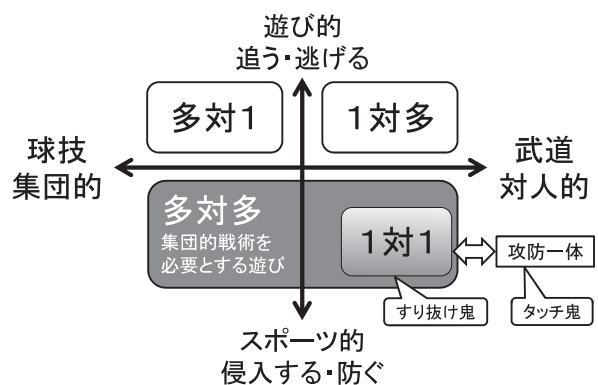 遊び的
追う・逃げる
多対1
1対多
球技
集団的
武道
対人的
多対多
集団的戦術を
必要とする遊び
1対1
攻防一体
すり抜け鬼
タッチ鬼
スポーツ的
侵入する・防ぐ